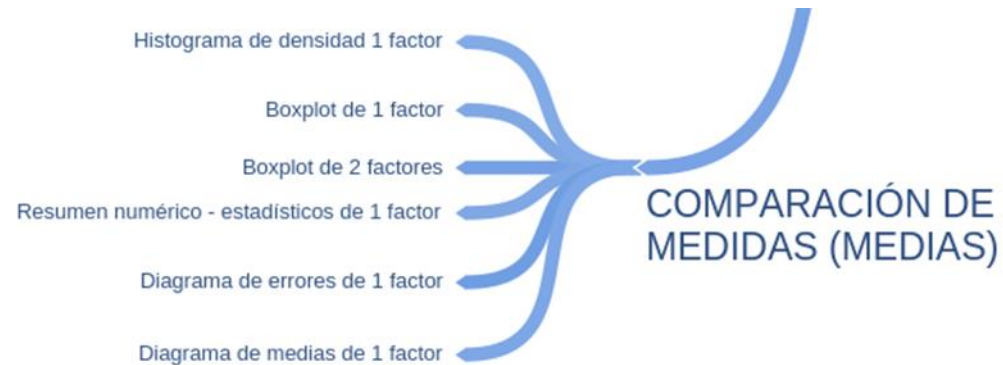 Histograma de densidad 1 factor
Boxplot de 1 factor
Boxplot de 2 factores
Resumen numérico - estadísticos de 1 factor
Diagrama de errores de 1 factor
Diagrama de medias de 1 factor
COMPARACIÓN DE
MEDIDAS (MEDIAS)